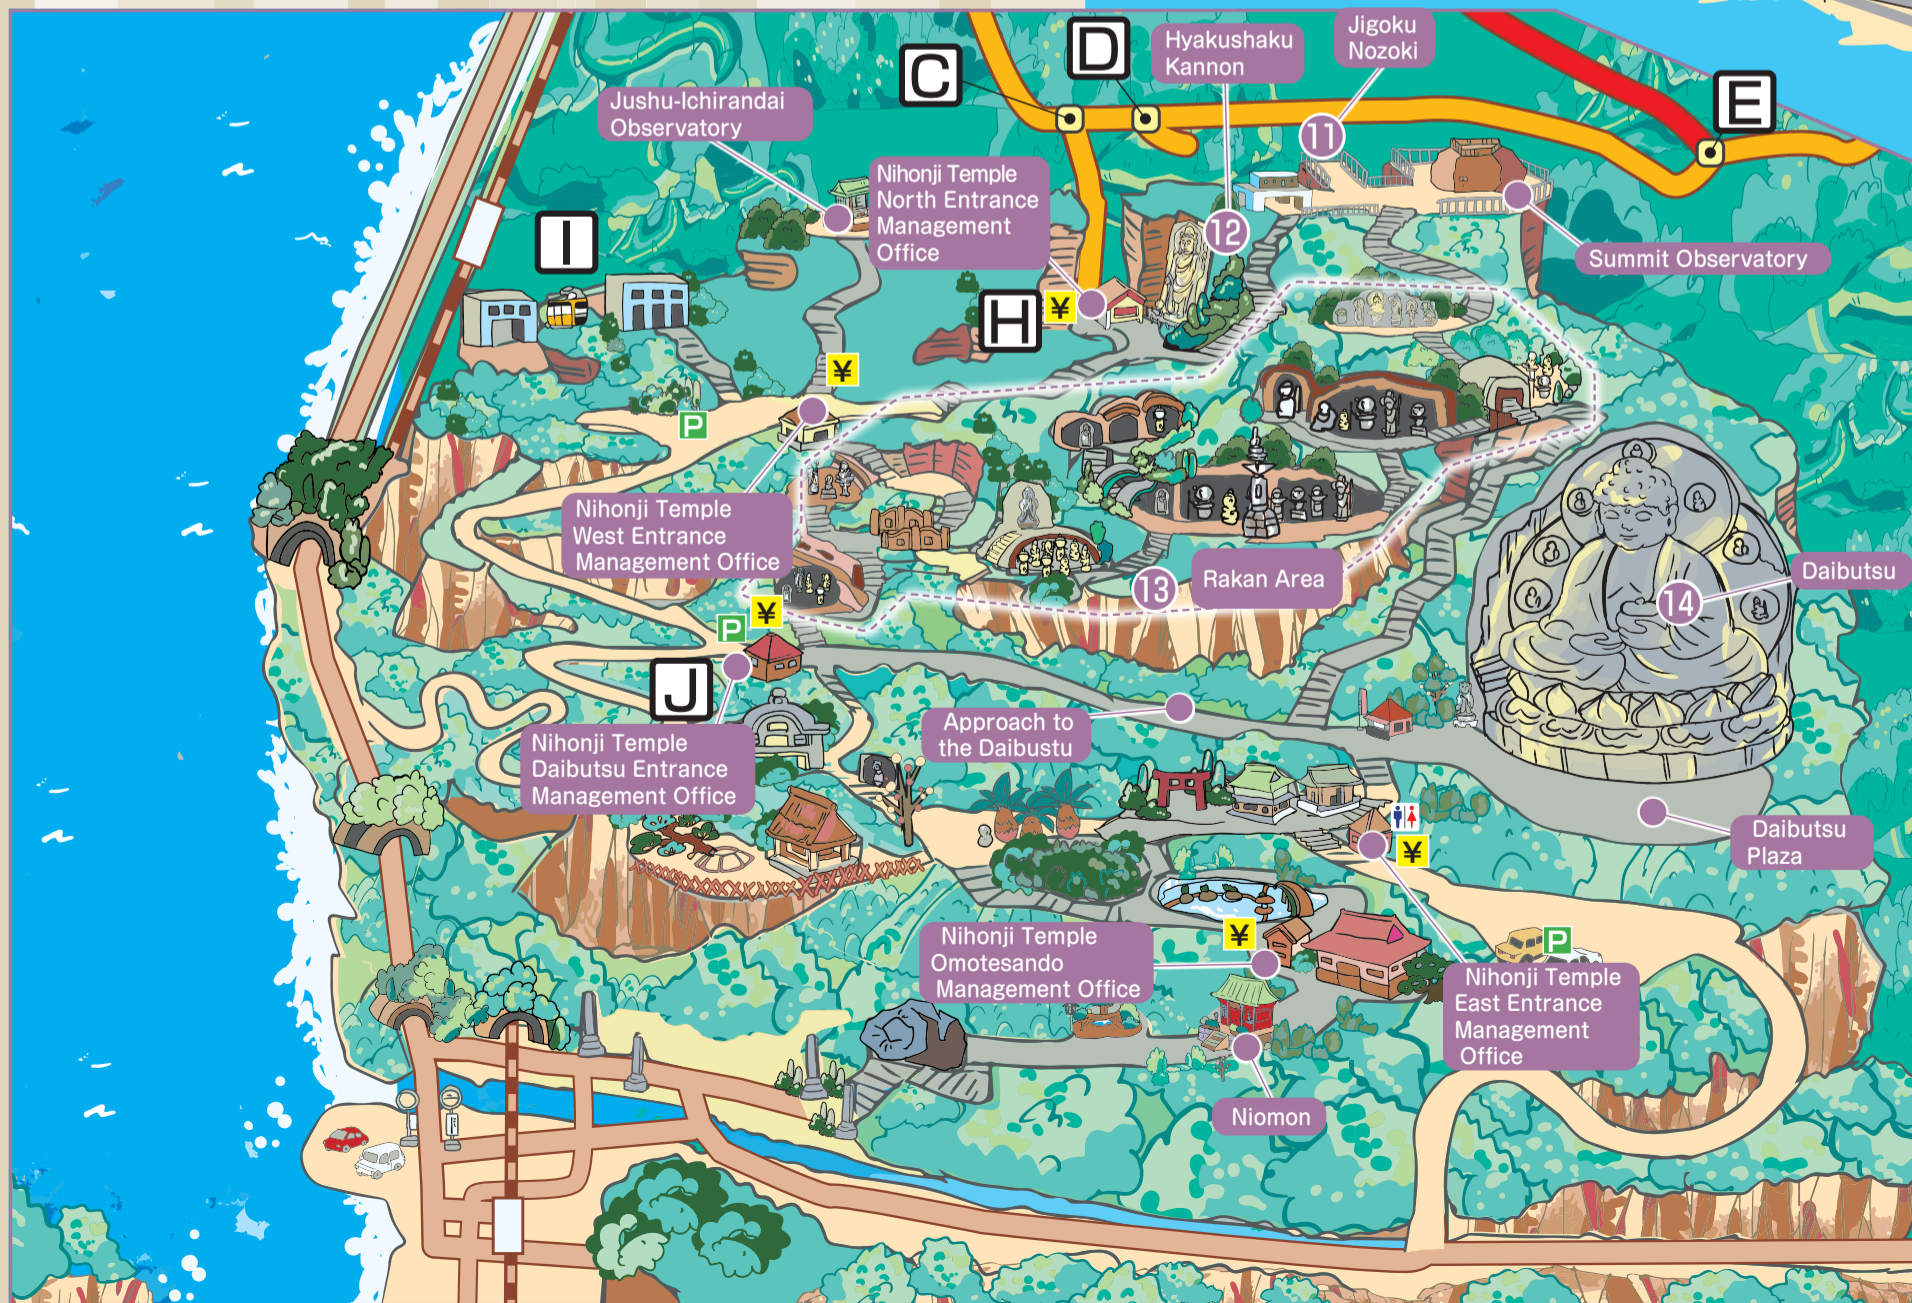 C
D
Hyakushaku
Kannon
Jigoku
Nozoki
E
Jushu-Ichirandai
Observatory
11
Nihonji Temple
North Entrance
Management
Office
I
12
Summit Observatory
H
¥
¥
P
Nihonji Temple
West Entrance
Management Office
Rakan Area
13
Daibutsu
14
¥
P
J
Approach to
the Daibustu
Nihonji Temple
Daibutsu Entrance
Management Office
¥
Daibutsu
Plaza
Nihonji Temple
Omotesando
Management Office
¥
P
Nihonji Temple
East Entrance
Management
Office
Niomon